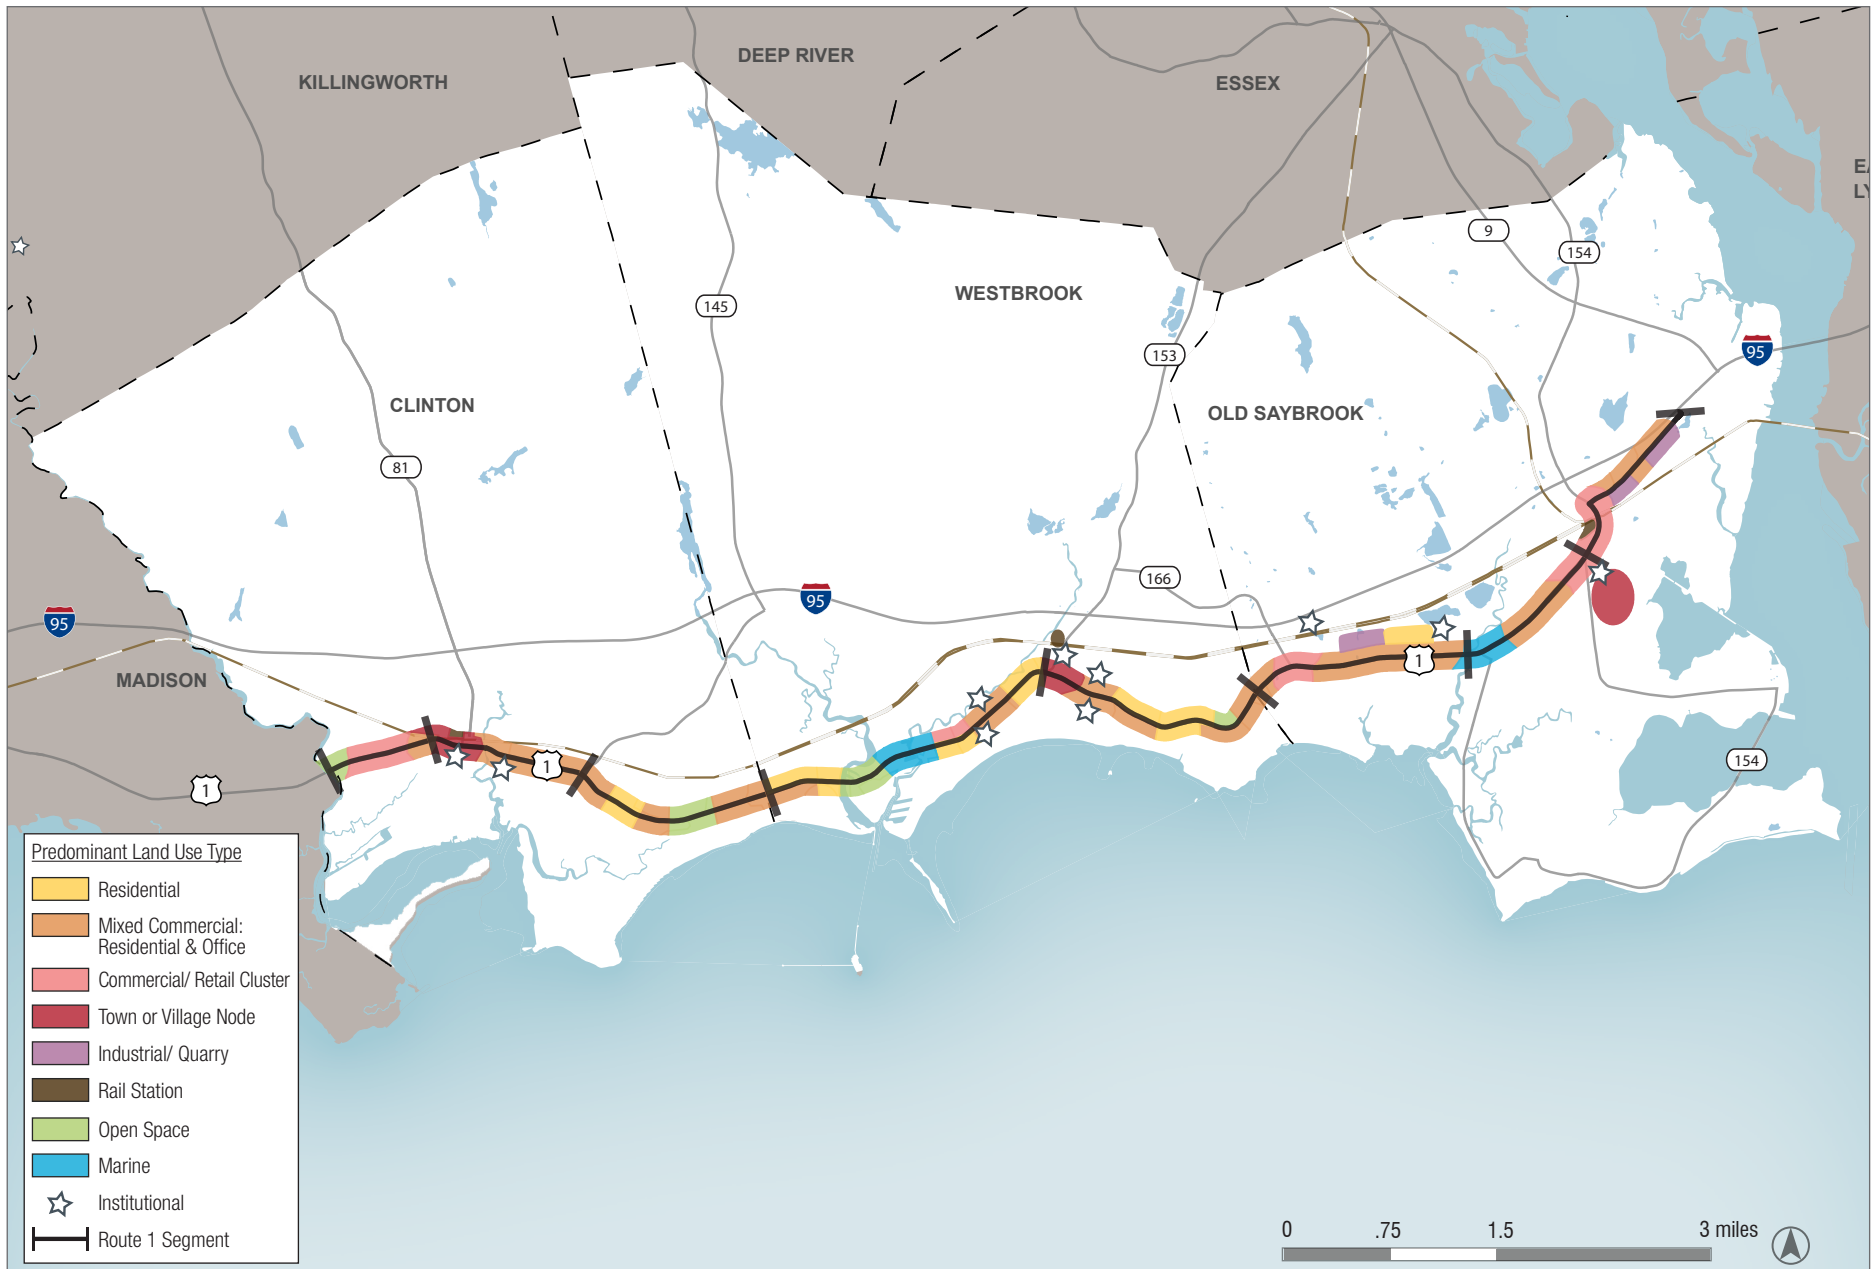 DEEP RIVER
KILLINGWORTH
ESSEX
EA
LY
9
154
WESTBROOK
145
95
153
CLINTON
OLD SAYBROOK
81
166
95
95
1
MADISON
1
154
1
Predominant Land Use Type
Residential
Mixed Commercial:
Residential & Office
Commercial/ Retail Cluster
Town or Village Node
Industrial/ Quarry
Rail Station
Open Space
Marine
Institutional
Route 1 Segment
0 .75 1.5 3 miles